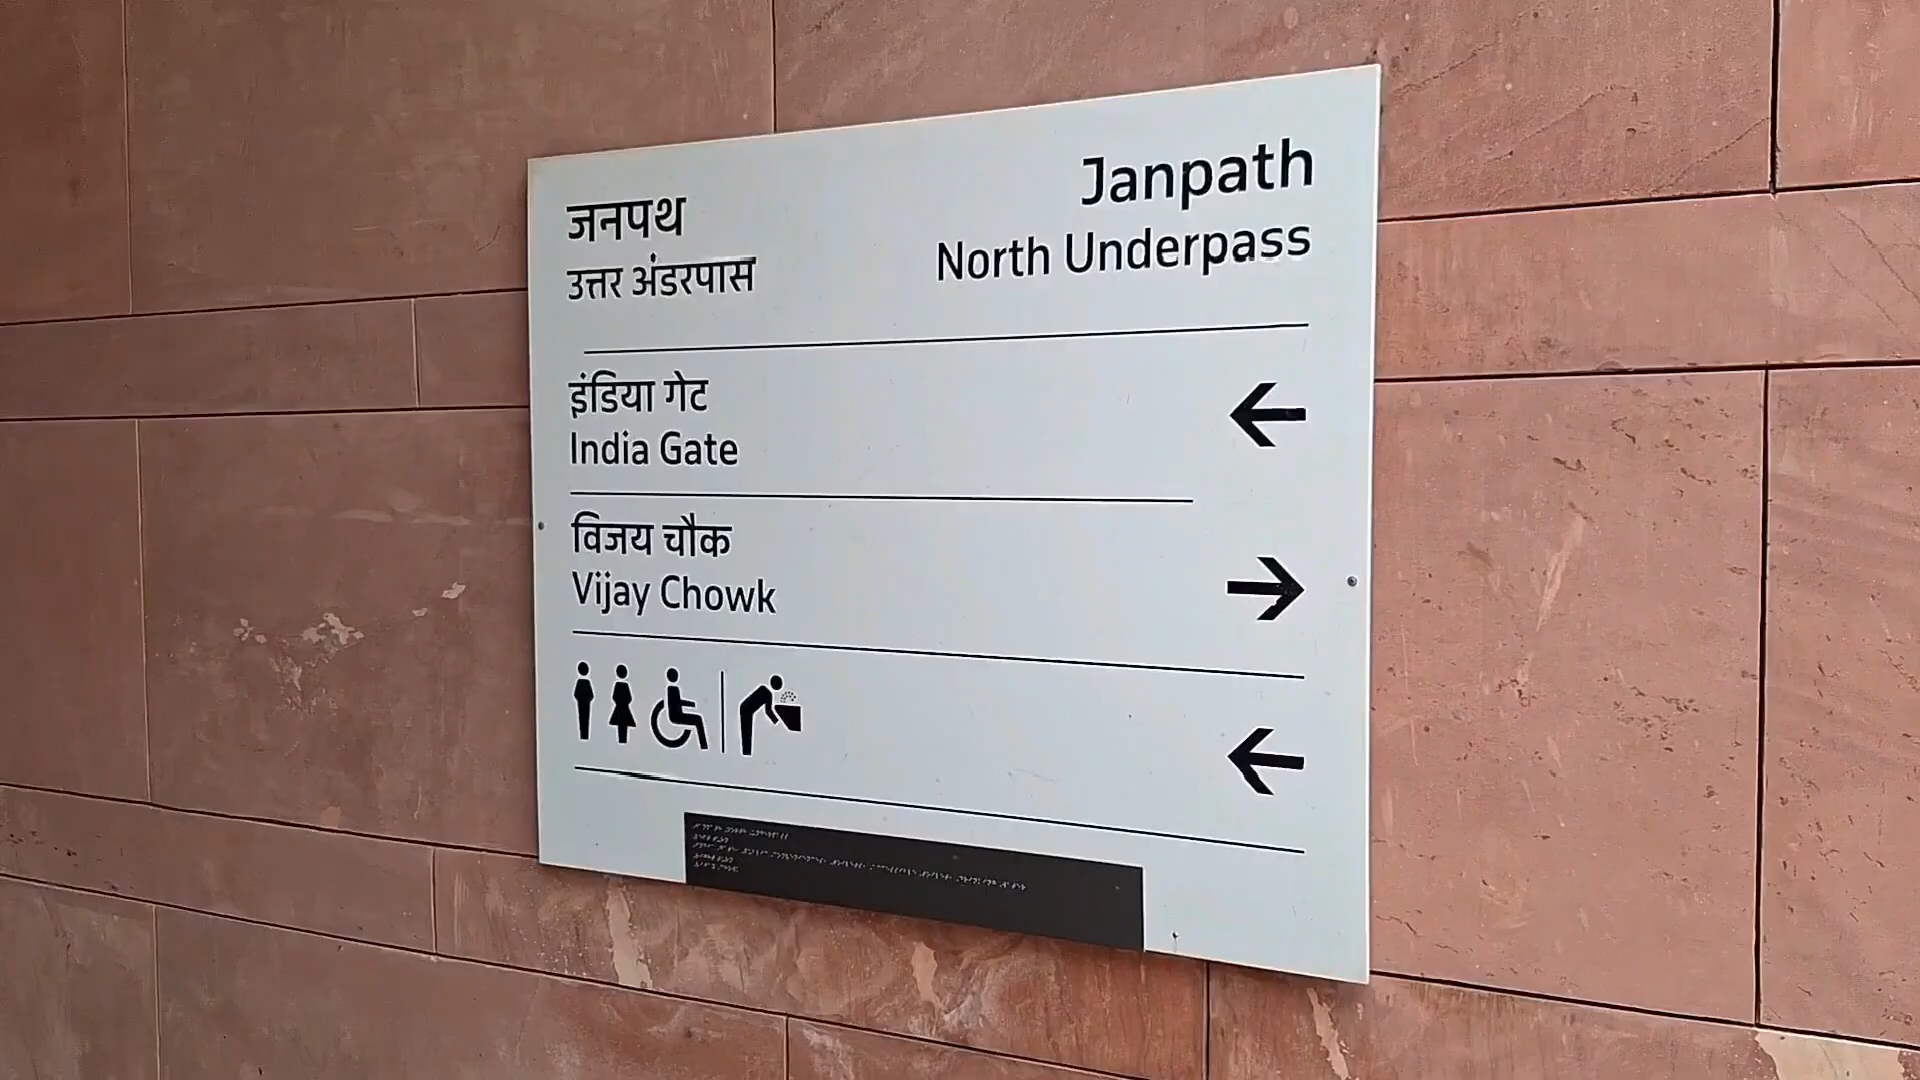 जनपथ
उत्तर अंडरपास
Janpath
North Underpass
इंडिया गेट
India Gate
विजय चौक
Vijay Chowk